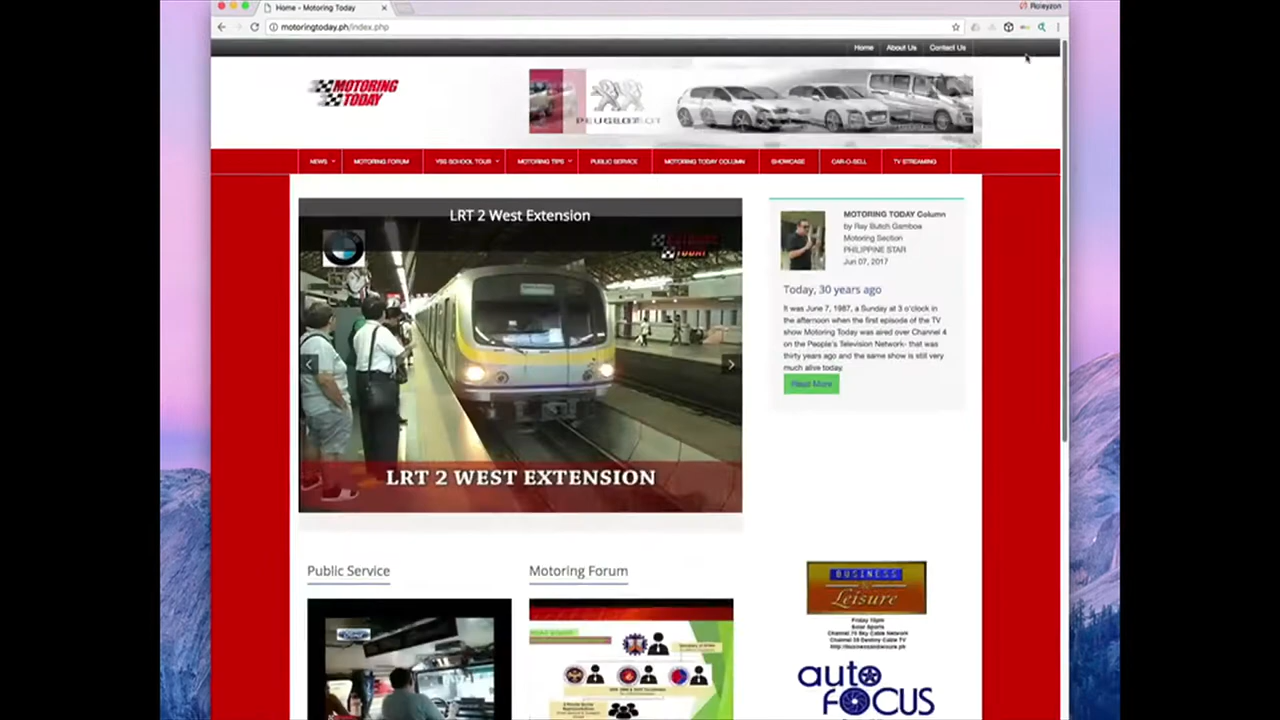 Home - Motoring Today
Roleyzon
motoringtoday.ph/index.php
Home
About Us
Contact Us
MOTORING
TODAY
PEUGEOT
NEWS
MOTORING FORUM
YSS SCHOOL TOUR
MOTORING TIPS
PUBLIC SERVICE
MOTORING TODAY COLUMN
SHOWCASE
CAR-O-SELL
TV STREAMING
LRT 2 West Extension
TODAY
LRT 2 WEST EXTENSION
MOTORING TODAY Column
by Ray Butch Gamboa
Motoring Section
PHILIPPINE STAR
Jun 07, 2017
Today, 30 years ago
It was June 7, 1987, a Sunday at 3 o'clock in
the afternoon when the first episode of the TV
show Motoring Today was aired over Channel 4
on the People's Television Network- that was
thirty years ago and the same show is still very
much alive today.
Read More
Public Service
Motoring Forum
BUSINESS
Leisure
Friday 10pm
Solar Sports
Channel 70 Sky Cable Network
Channel 39 Destiny Cable TV
http://businessandleisure.ph
auto
FOCUS